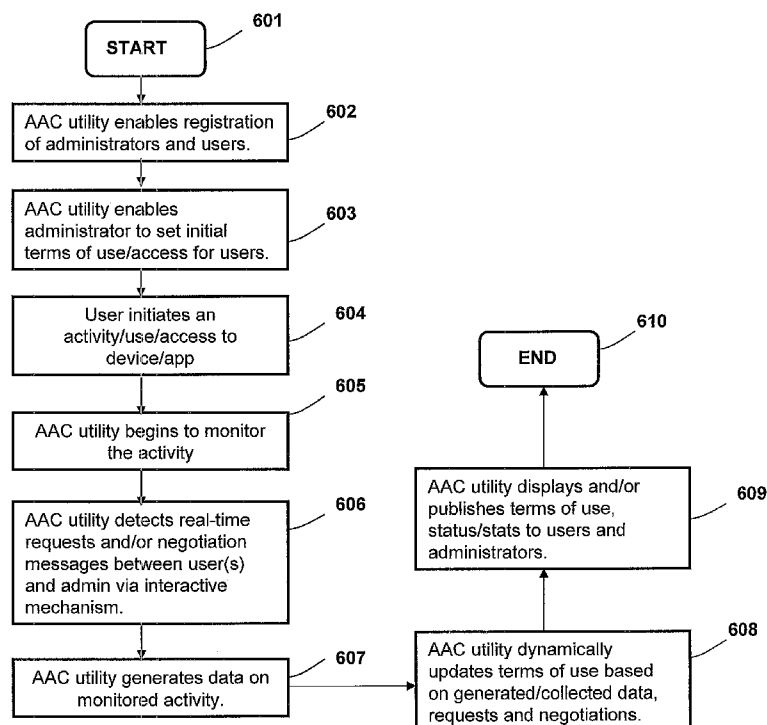 START
601
AAC utility enables registration
of administrators and users.
602
AAC utility enables
administrator to set initial
terms of use/access for users.
603
User initiates an
activity/use/access to
device/app
604
AAC utility begins to monitor
the activity
605
AAC utility detects real-time
requests and/or negotiation
messages between user(s)
and admin via interactive
mechanism.
606
AAC utility generates data on
monitored activity.
607
AAC utility dynamically
updates terms of use based
on generated/collected data,
requests and negotiations.
608
AAC utility displays and/or
publishes terms of use,
status/stats to users and
administrators.
609
END
610